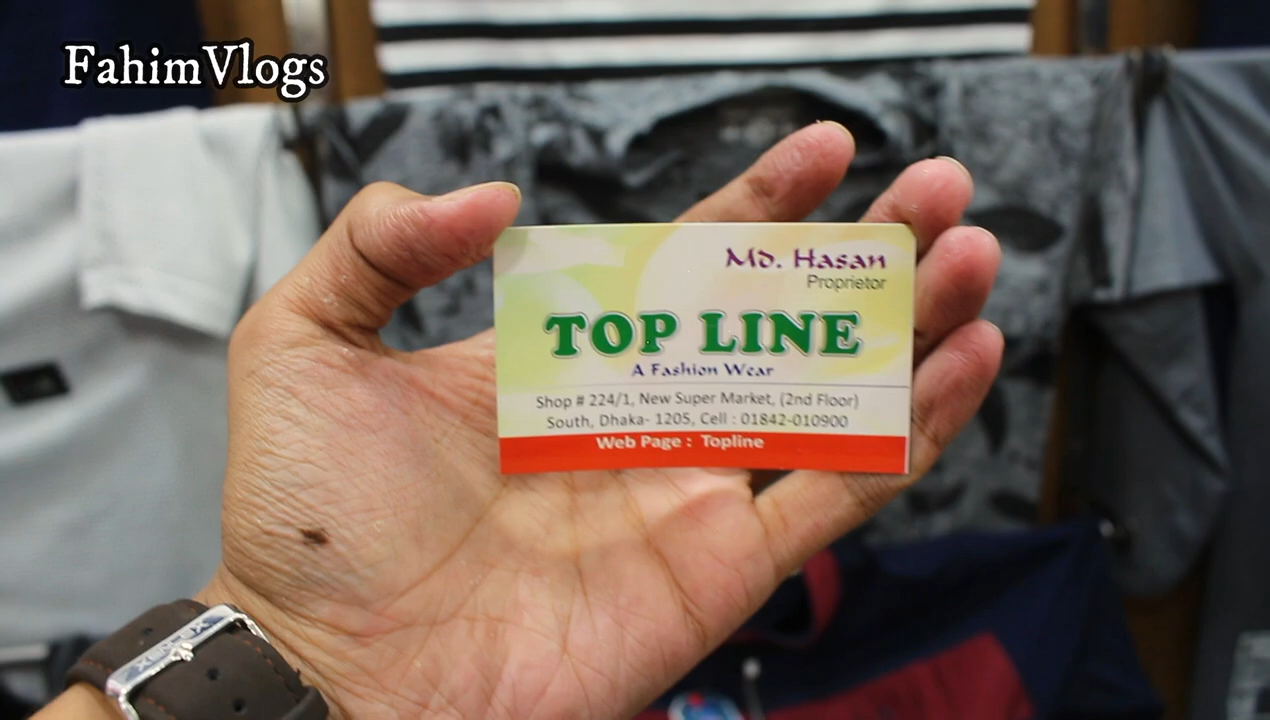 FahimVlogs
Md. Hasan
Proprietor
TOP LINE
A Fashion Wear
Shop # 224/1, New Super Market, (2nd Floor)
South, Dhaka- 1205, Cell : 01842-010900
Web Page : Topline